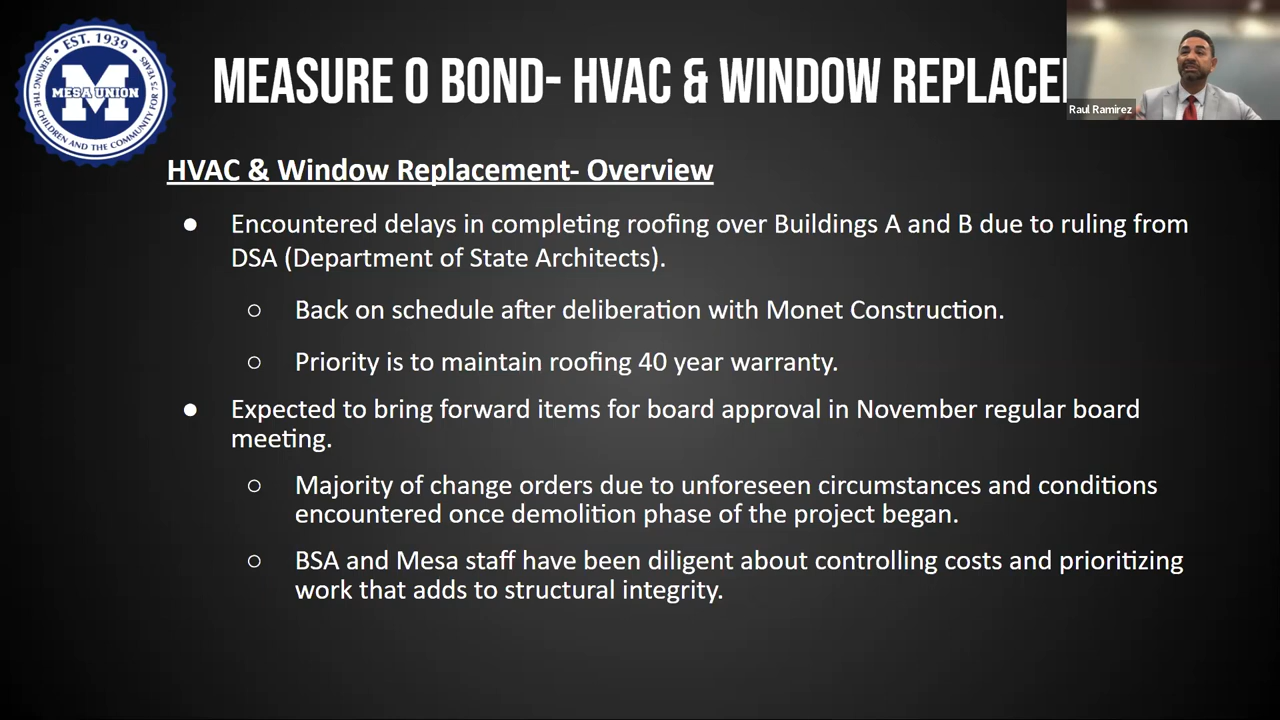 EST. 1939
MESA UNION
SERVING THE CHILDREN AND THE COMMUNITY FOR 75 YEARS
MEASURE O BOND- HVAC & WINDOW REPLACE
Raul Ramirez
HVAC & Window Replacement- Overview
● Encountered delays in completing roofing over Buildings A and B due to ruling from
DSA (Department of State Architects).
○ Back on schedule after deliberation with Monet Construction.
○ Priority is to maintain roofing 40 year warranty.
● Expected to bring forward items for board approval in November regular board
meeting.
○ Majority of change orders due to unforeseen circumstances and conditions
encountered once demolition phase of the project began.
○ BSA and Mesa staff have been diligent about controlling costs and prioritizing
work that adds to structural integrity.